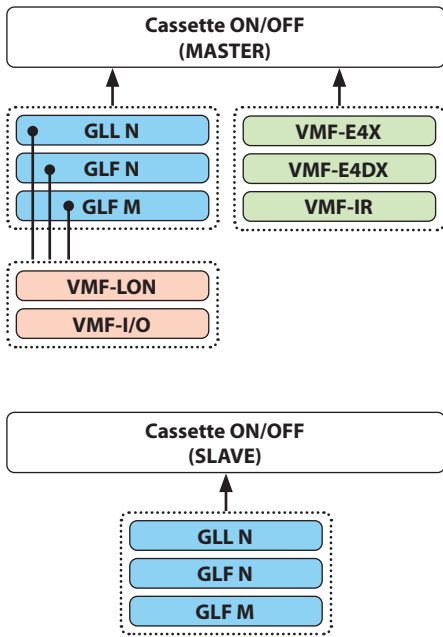 Cassette ON/OFF
(MASTER)
GLL N
GLF N
GLF M
VMF-E4X
VMF-E4DX
VMF-IR
VMF-LON
VMF-I/O
Cassette ON/OFF
(SLAVE)
GLL N
GLF N
GLF M